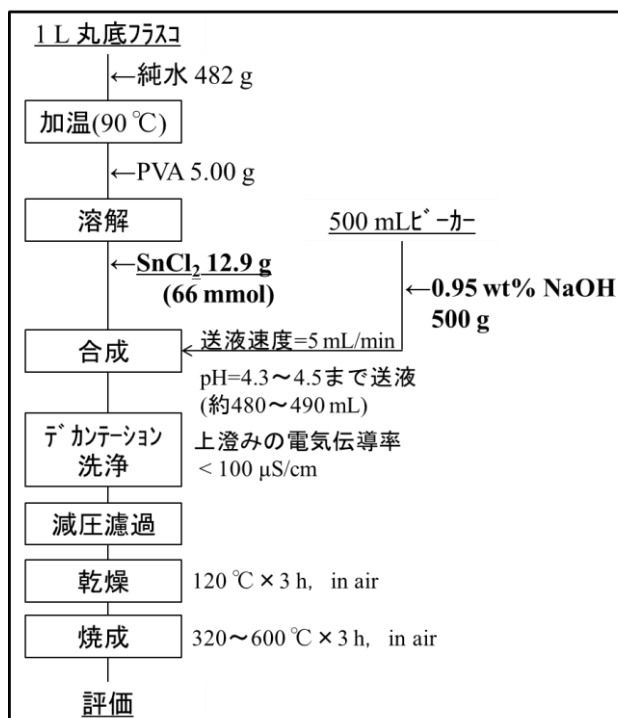 1 L 丸底ﾌﾗｽｺ
←純水 482 g
加温(90 ℃)
←PVA 5.00 g
溶解
500 mLﾋﾞｰｶｰ
←SnCl2 12.9 g
(66 mmol)
←0.95 wt% NaOH
500 g
合成
送液速度=5 mL/min
pH=4.3～4.5まで送液
(約480～490 mL)
ﾃﾞｶﾝﾃｰｼｮﾝ
洗浄
上澄みの電気伝導率
< 100 μS/cm
減圧濾過
乾燥
120 ℃ × 3 h, in air
焼成
320～600 ℃ × 3 h, in air
評価